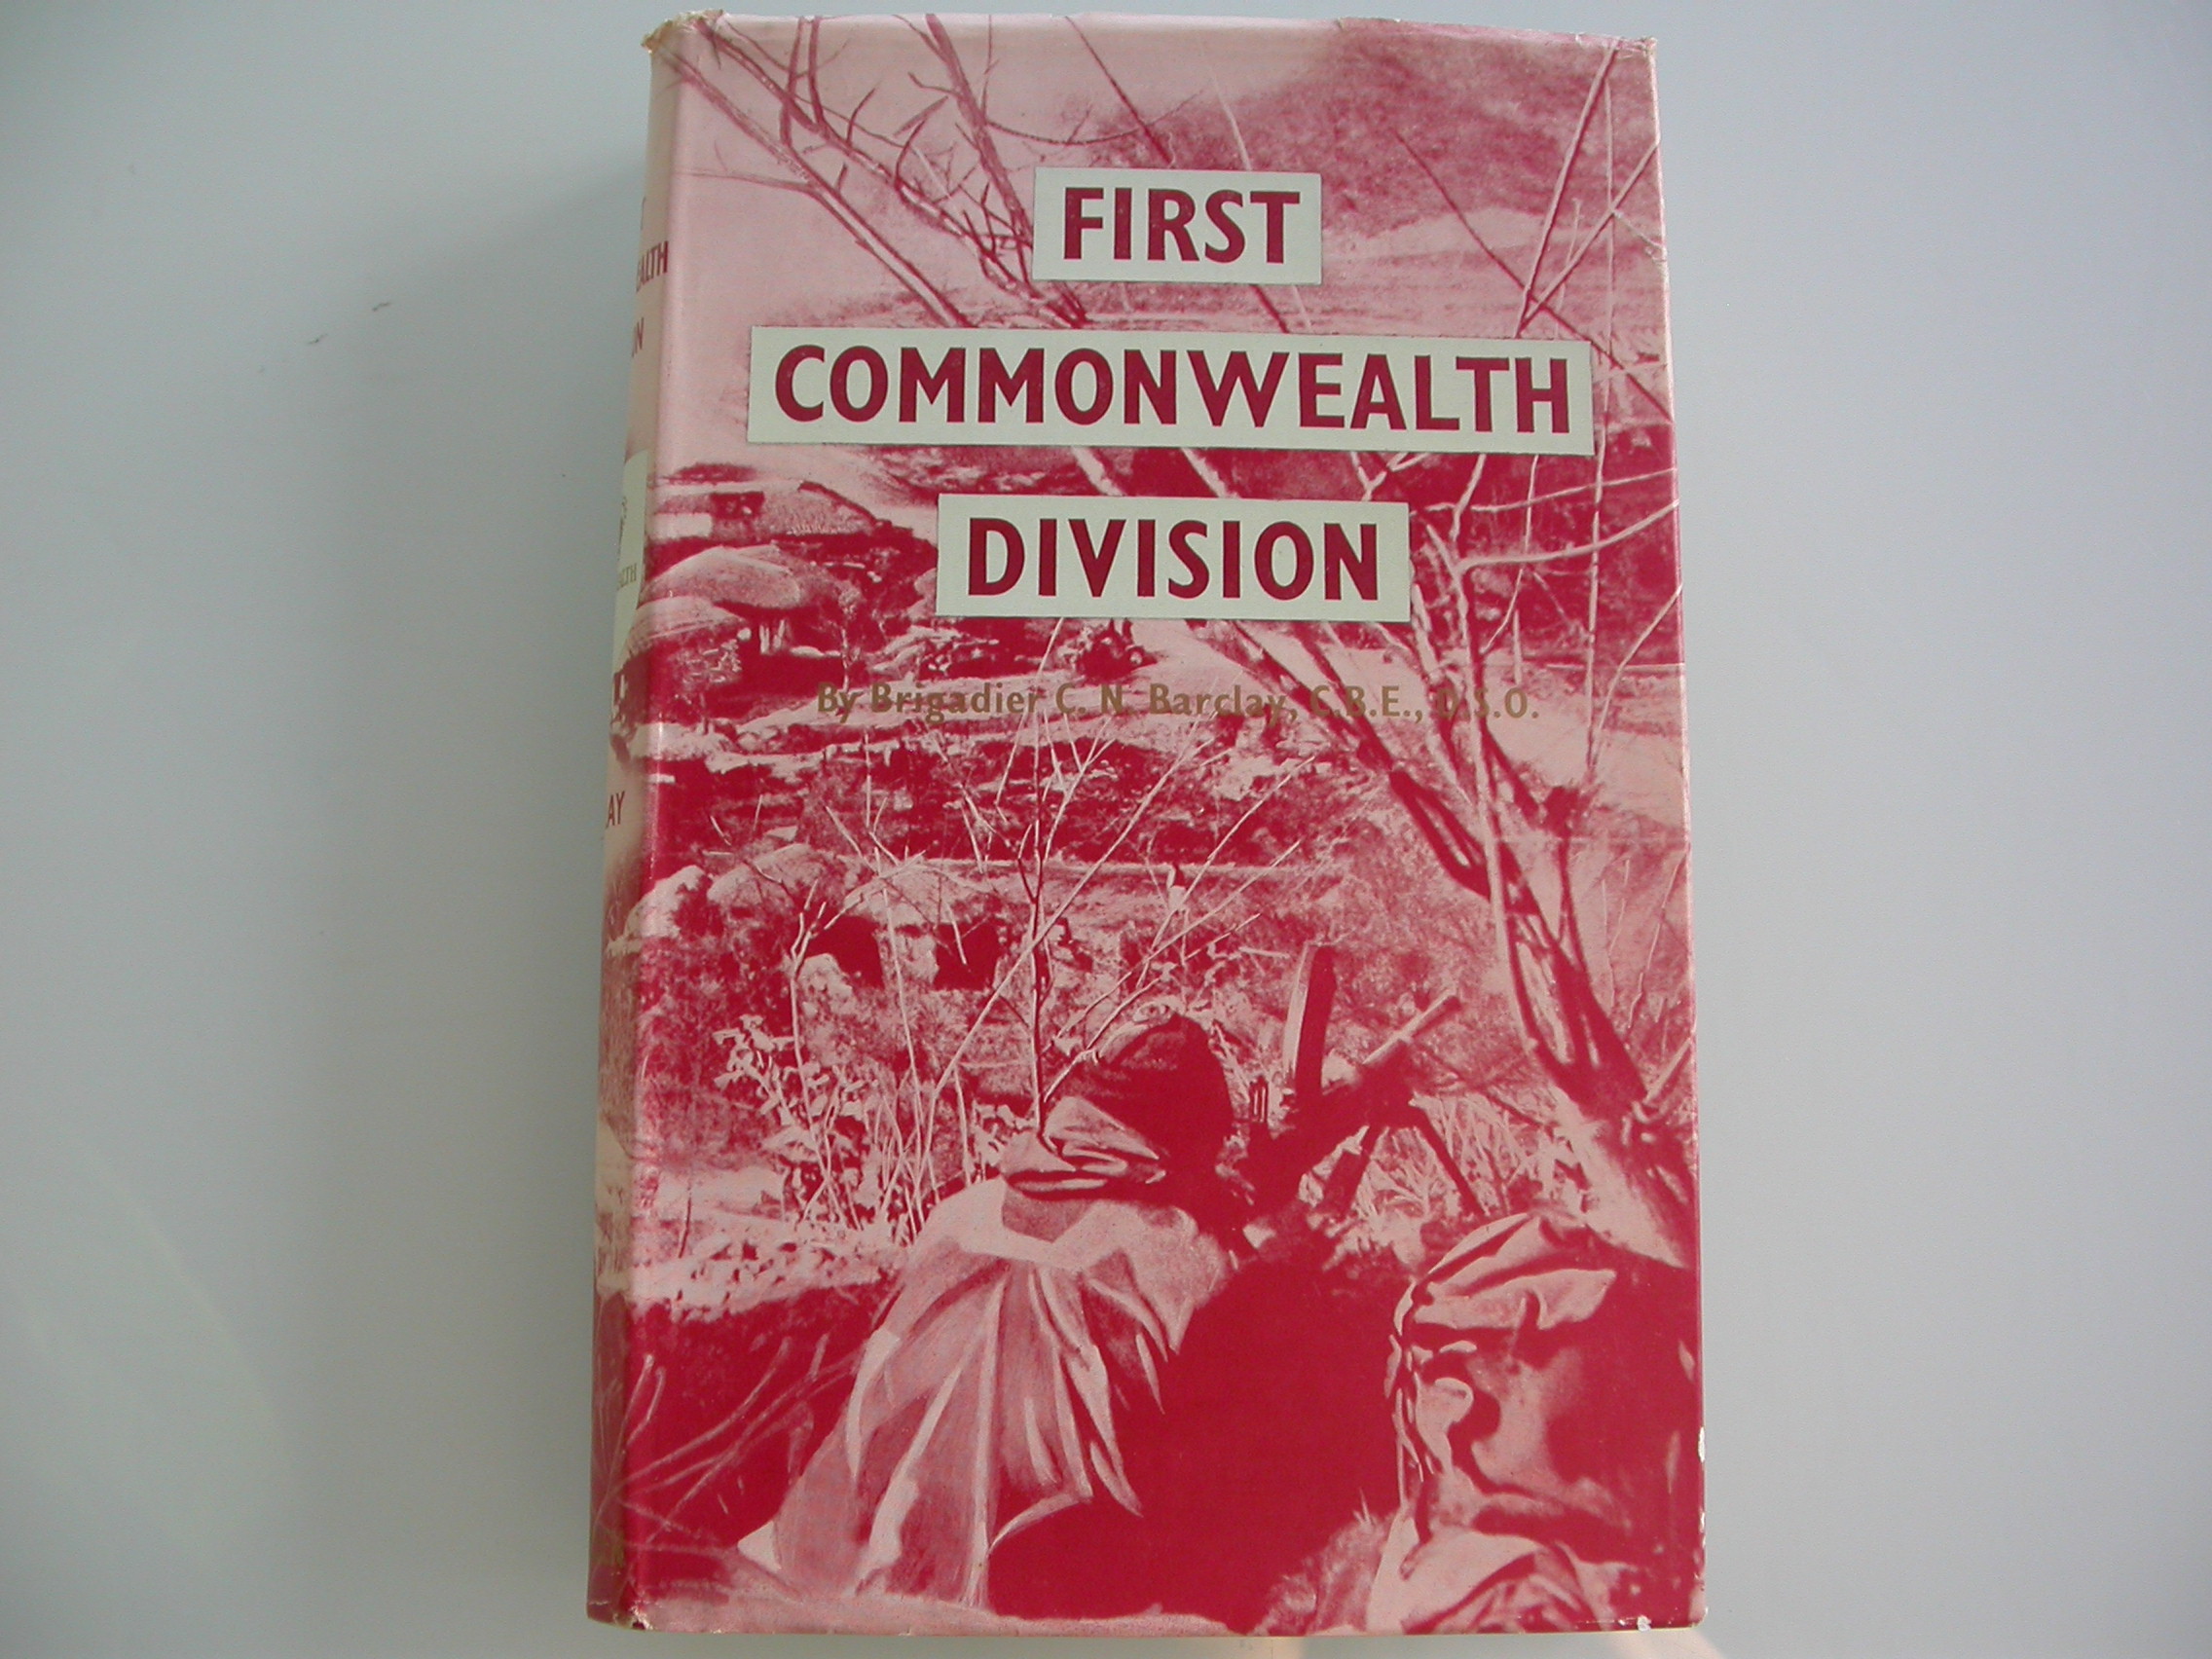 FIRST
COMMONWEALTH
DIVISION
By Brigadier C. N. Barclay, C.B.E., D.S.O.